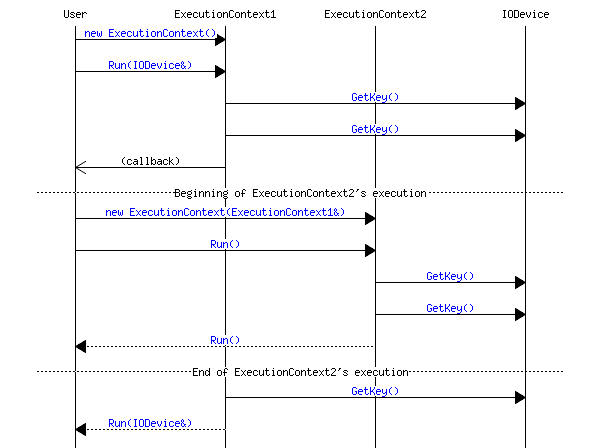 User ExecutionContext1 ExecutionContext2 IODevice
new ExecutionContext()
Run(IODevice&)
GetKey()
GetKey()
(callback)
Beginning of ExecutionContext2's execution
new ExecutionContext(ExecutionContext1&)
Run()
GetKey()
GetKey()
Run()
End of ExecutionContext2's execution
GetKey()
Run(IODevice&)